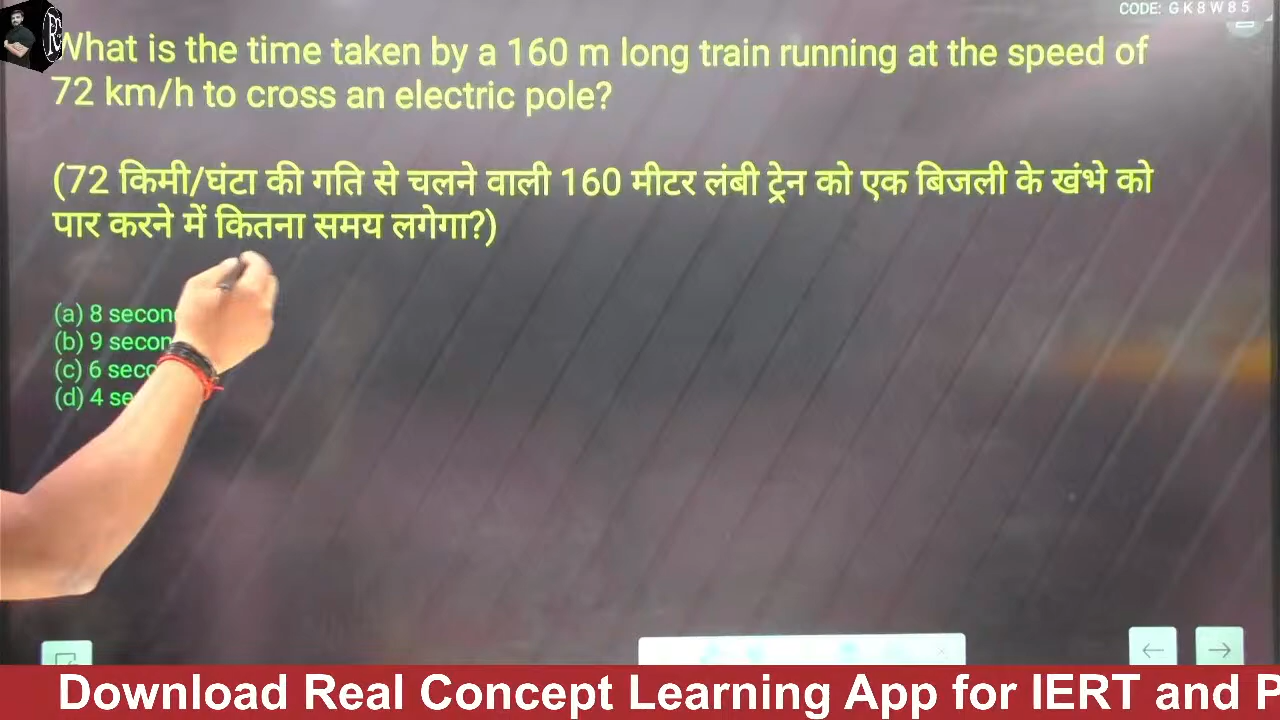 CODE: G K 8 W 8 5
What is the time taken by a 160 m long train running at the speed of
72 km/h to cross an electric pole?
(72 किमी/घंटा की गति से चलने वाली 160 मीटर लंबी ट्रेन को एक बिजली के खंभे को
पार करने में कितना समय लगेगा?)
(a) 8
(b) 9
(c) 6
(d) 4
Download Real Concept Learning App for IERT and